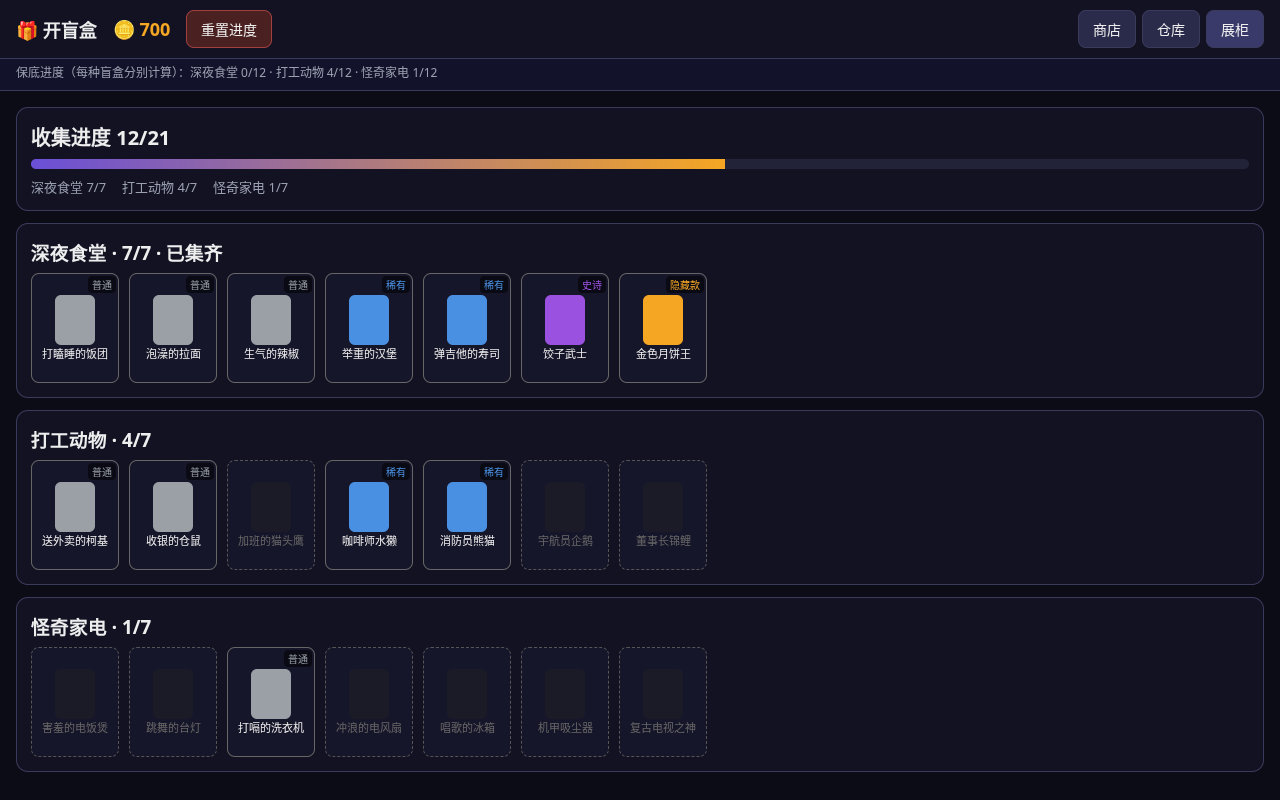 🎁 开盲盒 🪙 700 重置进度 商店 仓库 展柜
保底进度（每种盲盒分别计算）：深夜食堂 0/12 · 打工动物 4/12 · 怪奇家电 1/12
收集进度 12/21
深夜食堂 7/7 打工动物 4/7 怪奇家电 1/7
深夜食堂 · 7/7 · 已集齐
普通 普通 普通 稀有 稀有 史诗 隐藏款
打瞌睡的饭团 泡澡的拉面 生气的辣椒 举重的汉堡 弹吉他的寿司 饺子武士 金色月饼王
打工动物 · 4/7
普通 普通 稀有 稀有
送外卖的柯基 收银的仓鼠 加班的猫头鹰 咖啡师水獭 消防员熊猫 宇航员企鹅 董事长锦鲤
怪奇家电 · 1/7
普通
害羞的电饭煲 跳舞的台灯 打嗝的洗衣机 冲浪的电风扇 唱歌的冰箱 机甲吸尘器 复古电视之神